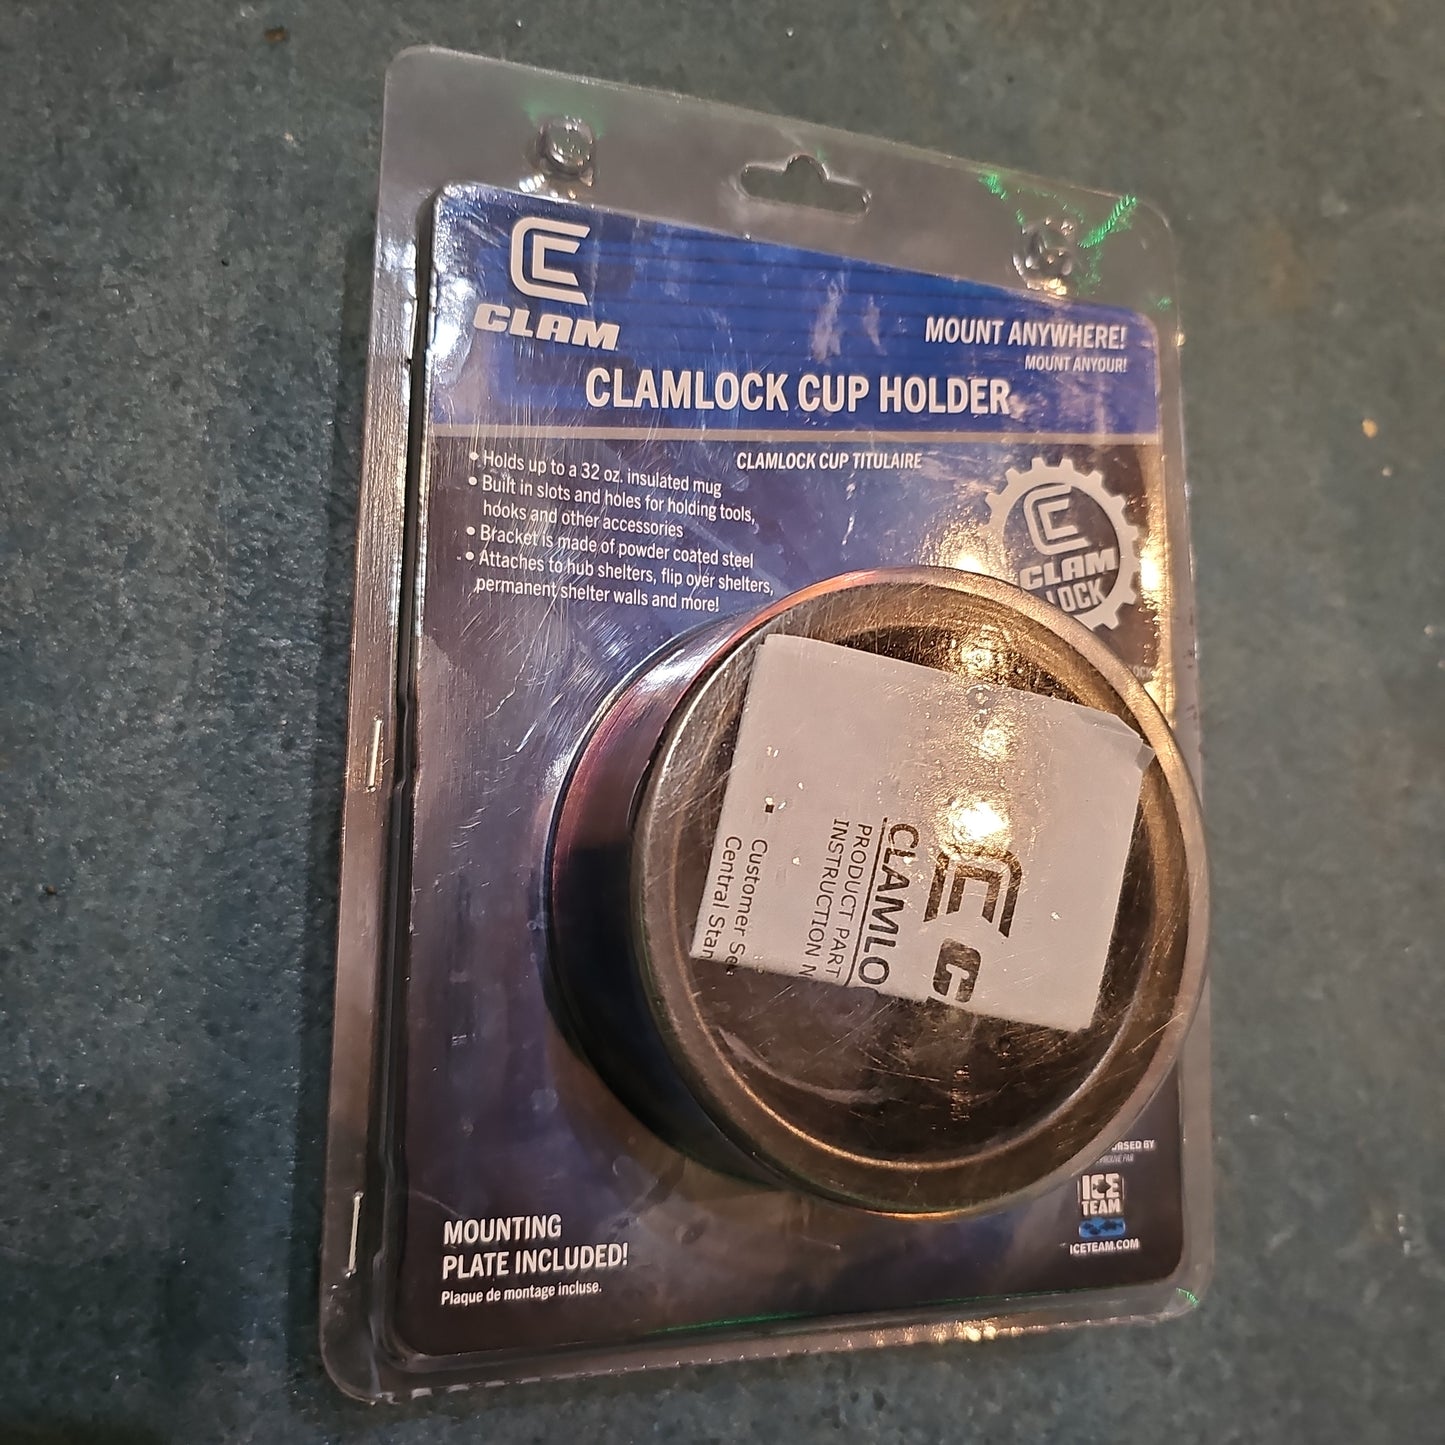 CLAM
MOUNT ANYWHERE!
MOUNT ANYOUR!
CLAMLOCK CUP HOLDER
CLAMLOCK CUP TITULAIRE
• Holds up to a 32 oz. insulated mug
• Built in slots and holes for holding tools,
hooks and other accessories
• Bracket is made of powder coated steel
• Attaches to hub shelters, flip over shelters,
permanent shelter walls and more!
CLAM
LOCK
C
CLAMLO
PRODUCT PART
INSTRUCTION
Customer
Central
MOUNTING
PLATE INCLUDED!
Plaque de montage incluse.
BY
ICE
TEAM
ICETEAM.COM